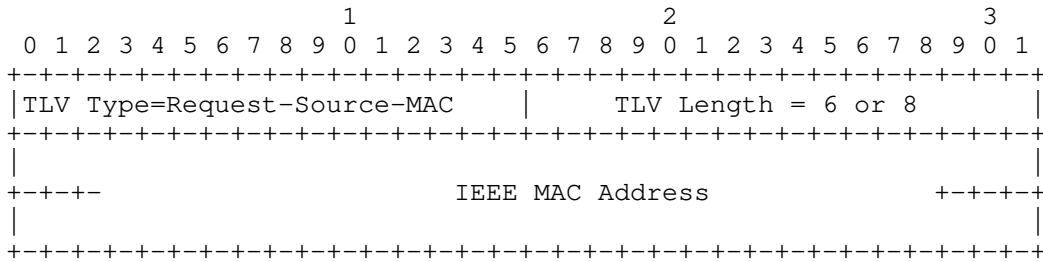 1                   2                   3
 0 1 2 3 4 5 6 7 8 9 0 1 2 3 4 5 6 7 8 9 0 1 2 3 4 5 6 7 8 9 0 1
+-+-+-+-+-+-+-+-+-+-+-+-+-+-+-+-+-+-+-+-+-+-+-+-+-+-+-+-+-+-+-+-+
|TLV Type=Request-Source-MAC    |     TLV Length = 6 or 8       |
+-+-+-+-+-+-+-+-+-+-+-+-+-+-+-+-+-+-+-+-+-+-+-+-+-+-+-+-+-+-+-+-+
|                                                               |
+-+-+-                      IEEE MAC Address              +-+-+-+
|                                                               |
+-+-+-+-+-+-+-+-+-+-+-+-+-+-+-+-+-+-+-+-+-+-+-+-+-+-+-+-+-+-+-+-+